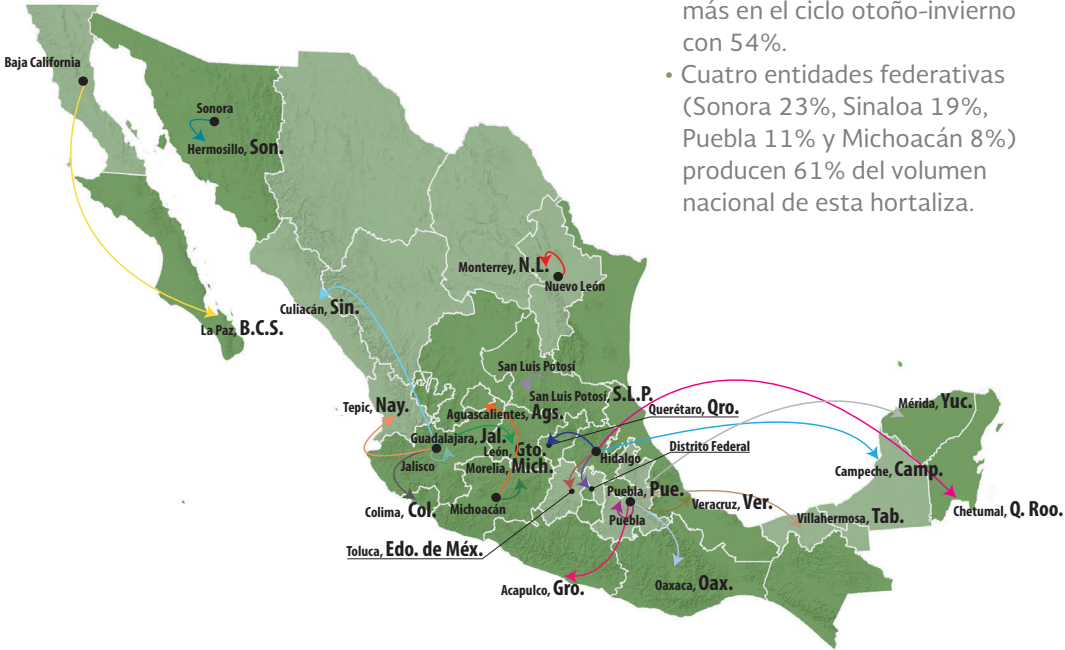 más en el ciclo otoño-invierno
con 54%.
• Cuatro entidades federativas
(Sonora 23%, Sinaloa 19%,
Puebla 11% y Michoacán 8%)
producen 61% del volumen
nacional de esta hortaliza.
Baja California
Sonora
Hermosillo, Son.
Monterrey, N.L.
Nuevo León
Culiacán, Sin.
La Paz, B.C.S.
San Luis Potosí
San Luis Potosí, S.L.P.
Tepic, Nay.
Aguascalientes, Ags.
Querétaro, Qro.
Mérida, Yuc.
Guadalajara, Jal.
León, Gto.
Distrito Federal
Hidalgo
Jalisco
Morelia, Mich.
Campeche, Camp.
Puebla, Pue.
Veracruz, Ver.
Colima, Col.
Michoacán
Puebla
Villahermosa, Tab.
Chetumal, Q. Roo.
Toluca, Edo. de Méx.
Acapulco, Gro.
Oaxaca, Oax.